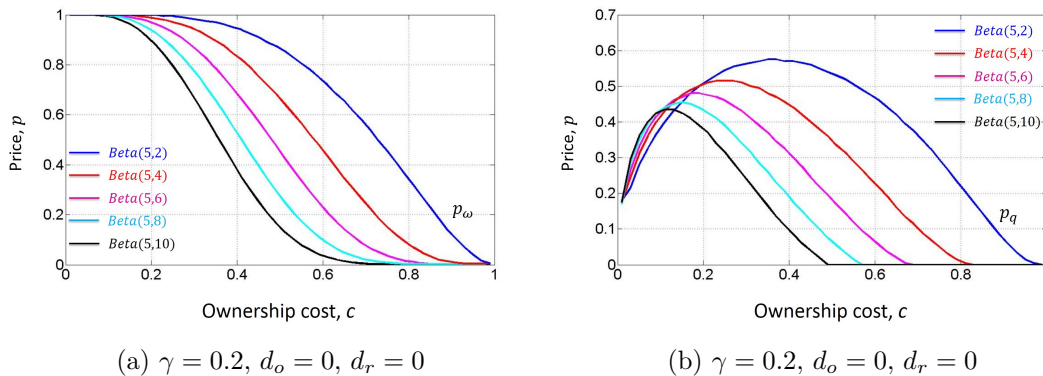 1
0.8
0.6
0.4
0.2
0
Price, p
0
0.2
0.4
0.6
0.8
1
Ownership cost, c
Beta(5,2)
Beta(5,4)
Beta(5,6)
Beta(5,8)
Beta(5,10)
pω
(a) γ = 0.2, do = 0, dr = 0
0.7
0.6
0.5
0.4
0.3
0.2
0.1
0
Price, p
0
0.2
0.4
0.6
0.8
Ownership cost, c
Beta(5,2)
Beta(5,4)
Beta(5,6)
Beta(5,8)
Beta(5,10)
pq
(b) γ = 0.2, do = 0, dr = 0